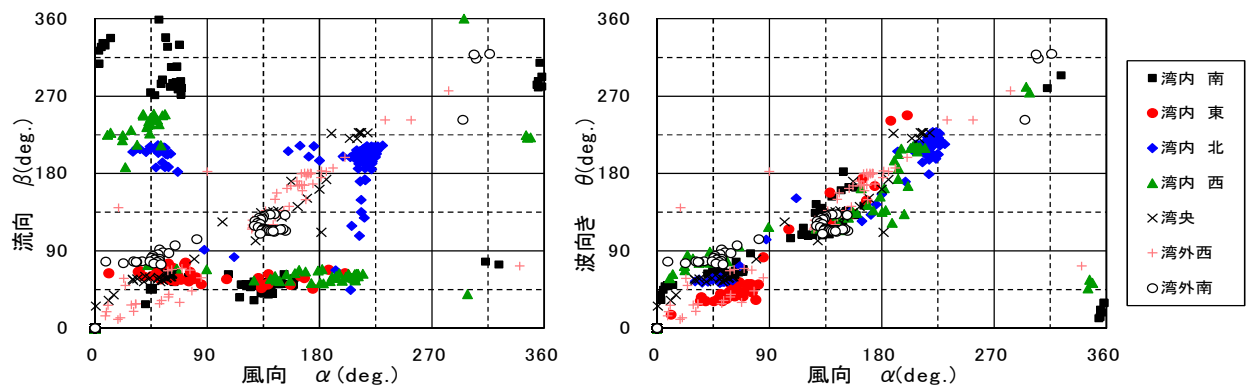 360
270
180
90
0
流向 β(deg.)
0 90 180 270 360
風向 α(deg.)
360
270
180
90
0
波向き θ(deg.)
0 90 180 270 360
風向 α(deg.)
湾内 南
湾内 東
湾内 北
湾内 西
湾央
湾外西
湾外南